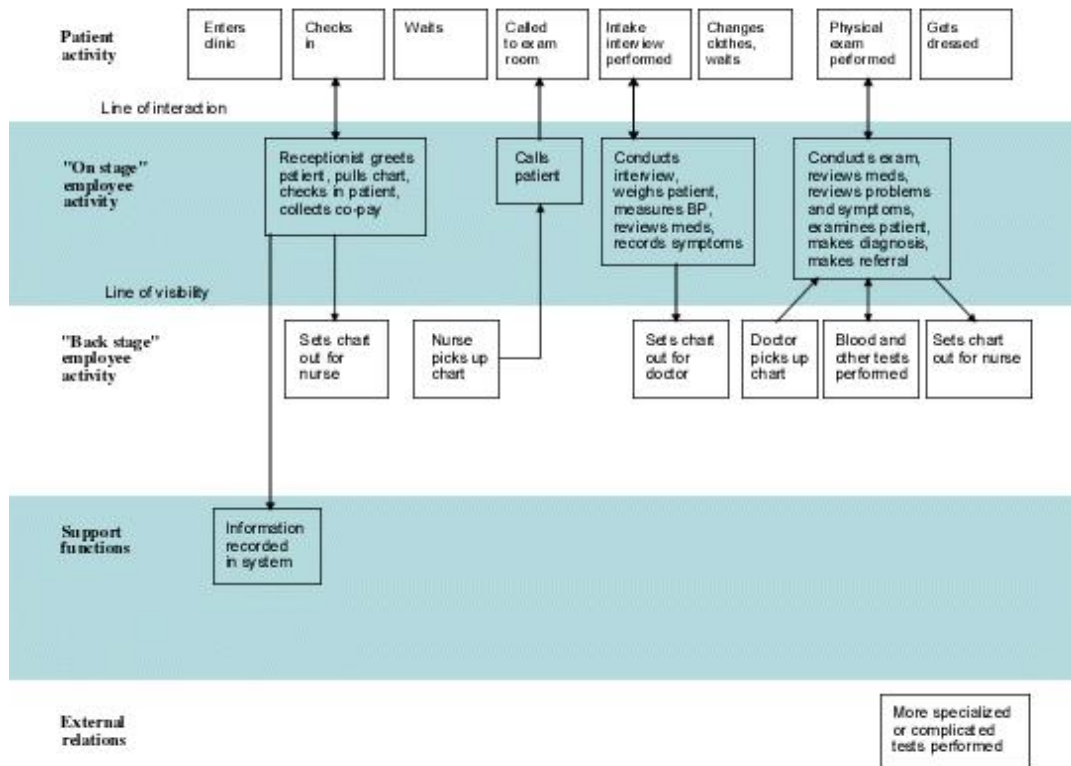 Patient
activity
Enters
clinic
Checks
in
Waits
Called
to exam
room
Intake
interview
performed
Changes
clothes,
waits
Physical
exam
performed
Gets
dressed
Line of interaction
"On stage"
employee
activity
Receptionist greets
patient, pulls chart,
checks in patient,
collects co-pay
Calls
patient
Conducts
interview,
weighs patient,
measures BP,
reviews meds,
records symptoms
Conducts exam,
reviews meds,
reviews problems
and symptoms,
examines patient,
makes diagnosis,
makes referral
Line of visibility
"Back stage"
employee
activity
Sets chart
out for
nurse
Nurse
picks up
chart
Sets chart
out for
doctor
Doctor
picks up
chart
Blood and
other tests
performed
Sets chart
out for nurse
Support
functions
Information
recorded
in system
External
relations
More specialized
or complicated
tests performed